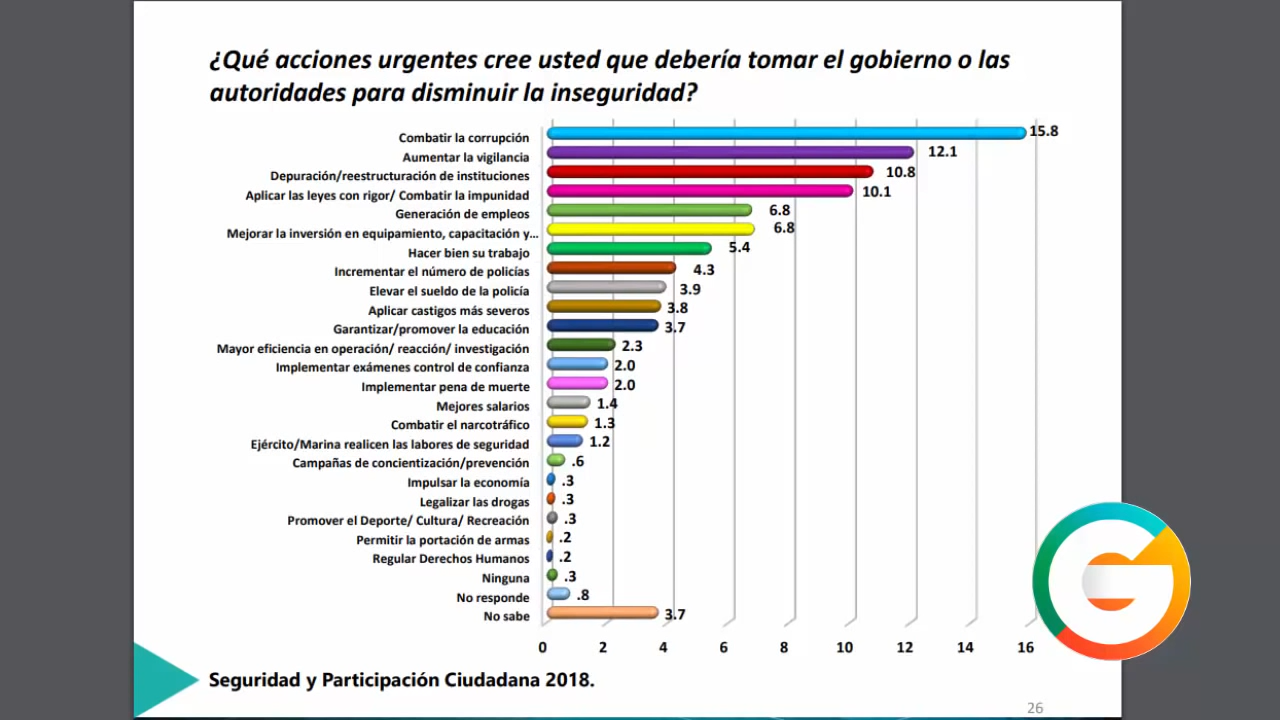 ¿Qué acciones urgentes cree usted que debería tomar el gobierno o las
autoridades para disminuir la inseguridad?
Combatir la corrupción 15.8
Aumentar la vigilancia 12.1
Depuración/reestructuración de instituciones 10.8
Aplicar las leyes con rigor/ Combatir la impunidad 10.1
Generación de empleos 6.8
Mejorar la inversión en equipamiento, capacitación y... 6.8
Hacer bien su trabajo 5.4
Incrementar el número de policías 4.3
Elevar el sueldo de la policía 3.9
Aplicar castigos más severos 3.8
Garantizar/promover la educación 3.7
Mayor eficiencia en operación/ reacción/ investigación 2.3
Implementar exámenes control de confianza 2.0
Implementar pena de muerte 2.0
Mejores salarios 1.4
Combatir el narcotráfico 1.3
Ejército/Marina realicen las labores de seguridad 1.2
Campañas de concientización/prevención .6
Impulsar la economía .3
Legalizar las drogas .3
Promover el Deporte/ Cultura/ Recreación .3
Permitir la portación de armas .2
Regular Derechos Humanos .2
Ninguna .3
No responde .8
No sabe 3.7
0 2 4 6 8 10 12 14 16
G
Seguridad y Participación Ciudadana 2018.
26